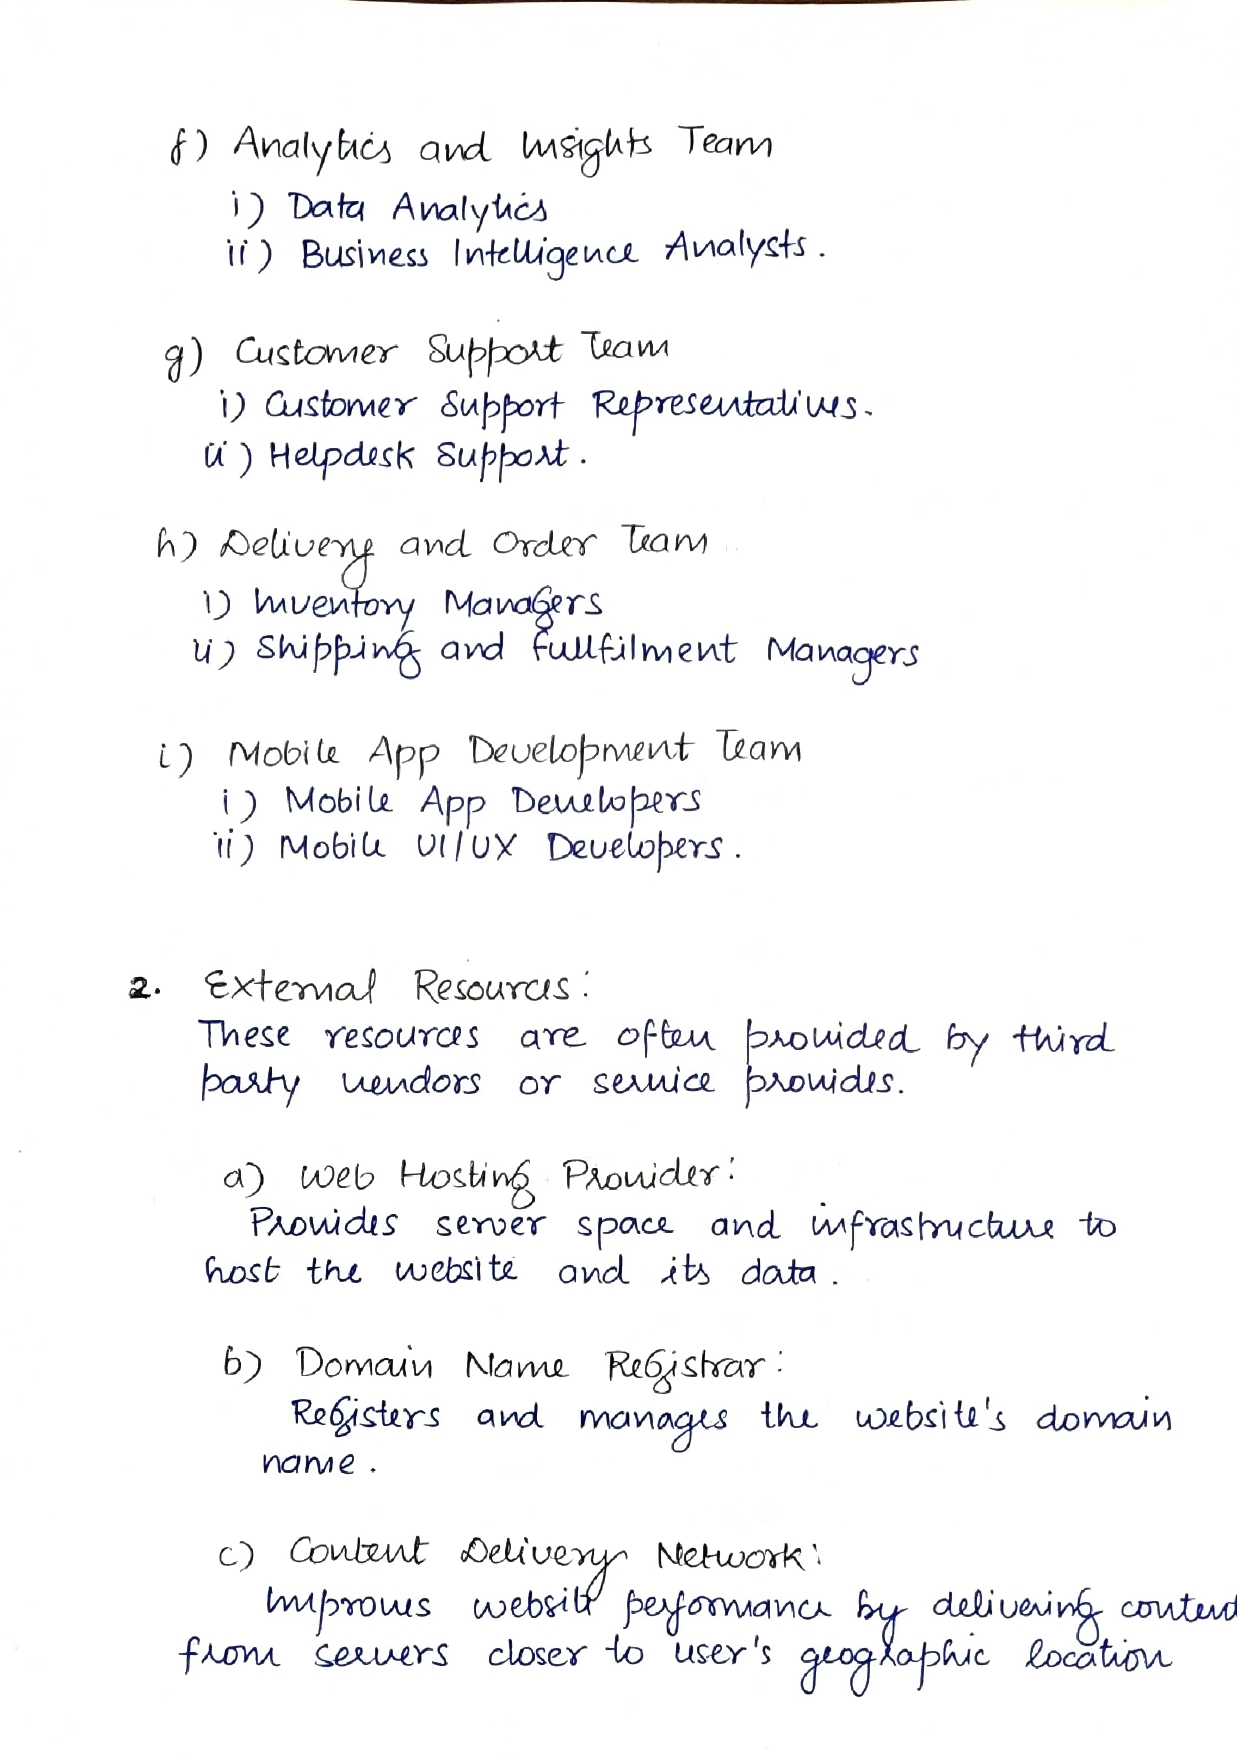 f) Analytics and Insights Team
i) Data Analytics
ii) Business Intelligence Analysts.
g) Customer Support Team
i) Customer Support Representatives.
ii) Helpdesk Support.
h) Delivery and Order Team
i) Inventory Managers
ii) Shipping and Fullfilment Managers
i) Mobile App Development Team
i) Mobile App Developers
ii) Mobile UI/UX Developers.
2. External Resources:
These resources are often provided by third
party vendors or service provides.
a) Web Hosting Provider:
Provides server space and infrastructure to
host the website and its data.
b) Domain Name Registrar:
Registers and manages the website's domain
name.
c) Content Delivery Network:
Improves website performance by delivering content
from servers closer to user's geographic location